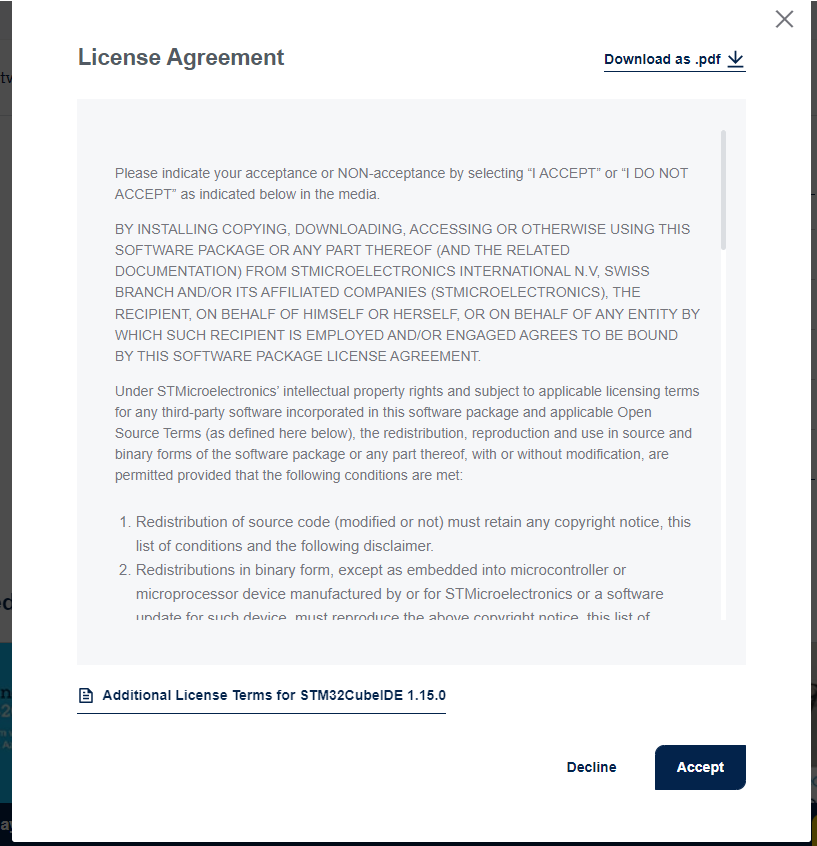 License Agreement
Download as .pdf
Please indicate your acceptance or NON-acceptance by selecting “I ACCEPT” or “I DO NOT
ACCEPT” as indicated below in the media.
BY INSTALLING COPYING, DOWNLOADING, ACCESSING OR OTHERWISE USING THIS
SOFTWARE PACKAGE OR ANY PART THEREOF (AND THE RELATED
DOCUMENTATION) FROM STMICROELECTRONICS INTERNATIONAL N.V, SWISS
BRANCH AND/OR ITS AFFILIATED COMPANIES (STMICROELECTRONICS), THE
RECIPIENT, ON BEHALF OF HIMSELF OR HERSELF, OR ON BEHALF OF ANY ENTITY BY
WHICH SUCH RECIPIENT IS EMPLOYED AND/OR ENGAGED AGREES TO BE BOUND
BY THIS SOFTWARE PACKAGE LICENSE AGREEMENT.
Under STMicroelectronics’ intellectual property rights and subject to applicable licensing terms
for any third-party software incorporated in this software package and applicable Open
Source Terms (as defined here below), the redistribution, reproduction and use in source and
binary forms of the software package or any part thereof, with or without modification, are
permitted provided that the following conditions are met:
1. Redistribution of source code (modified or not) must retain any copyright notice, this
list of conditions and the following disclaimer.
2. Redistributions in binary form, except as embedded into microcontroller or
microprocessor device manufactured by or for STMicroelectronics or a software
update for such device, must reproduce the above copyright notice, this list of
Additional License Terms for STM32CubeIDE 1.15.0
Decline
Accept